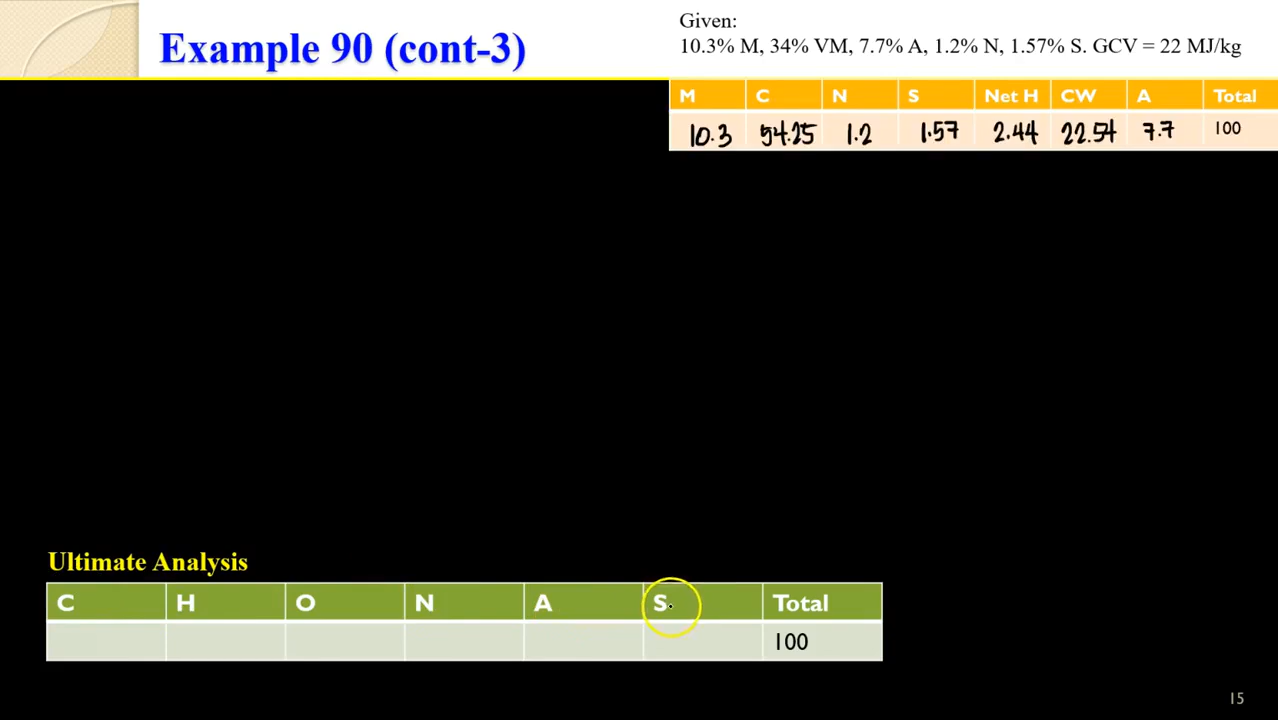 Example 90 (cont-3)
Given:
10.3% M, 34% VM, 7.7% A, 1.2% N, 1.57% S. GCV = 22 MJ/kg
M C N S Net H CW A Total
10.3 54.25 1.2 1.57 2.44 22.54 7.7 100
Ultimate Analysis
C H O N A S Total
100
15